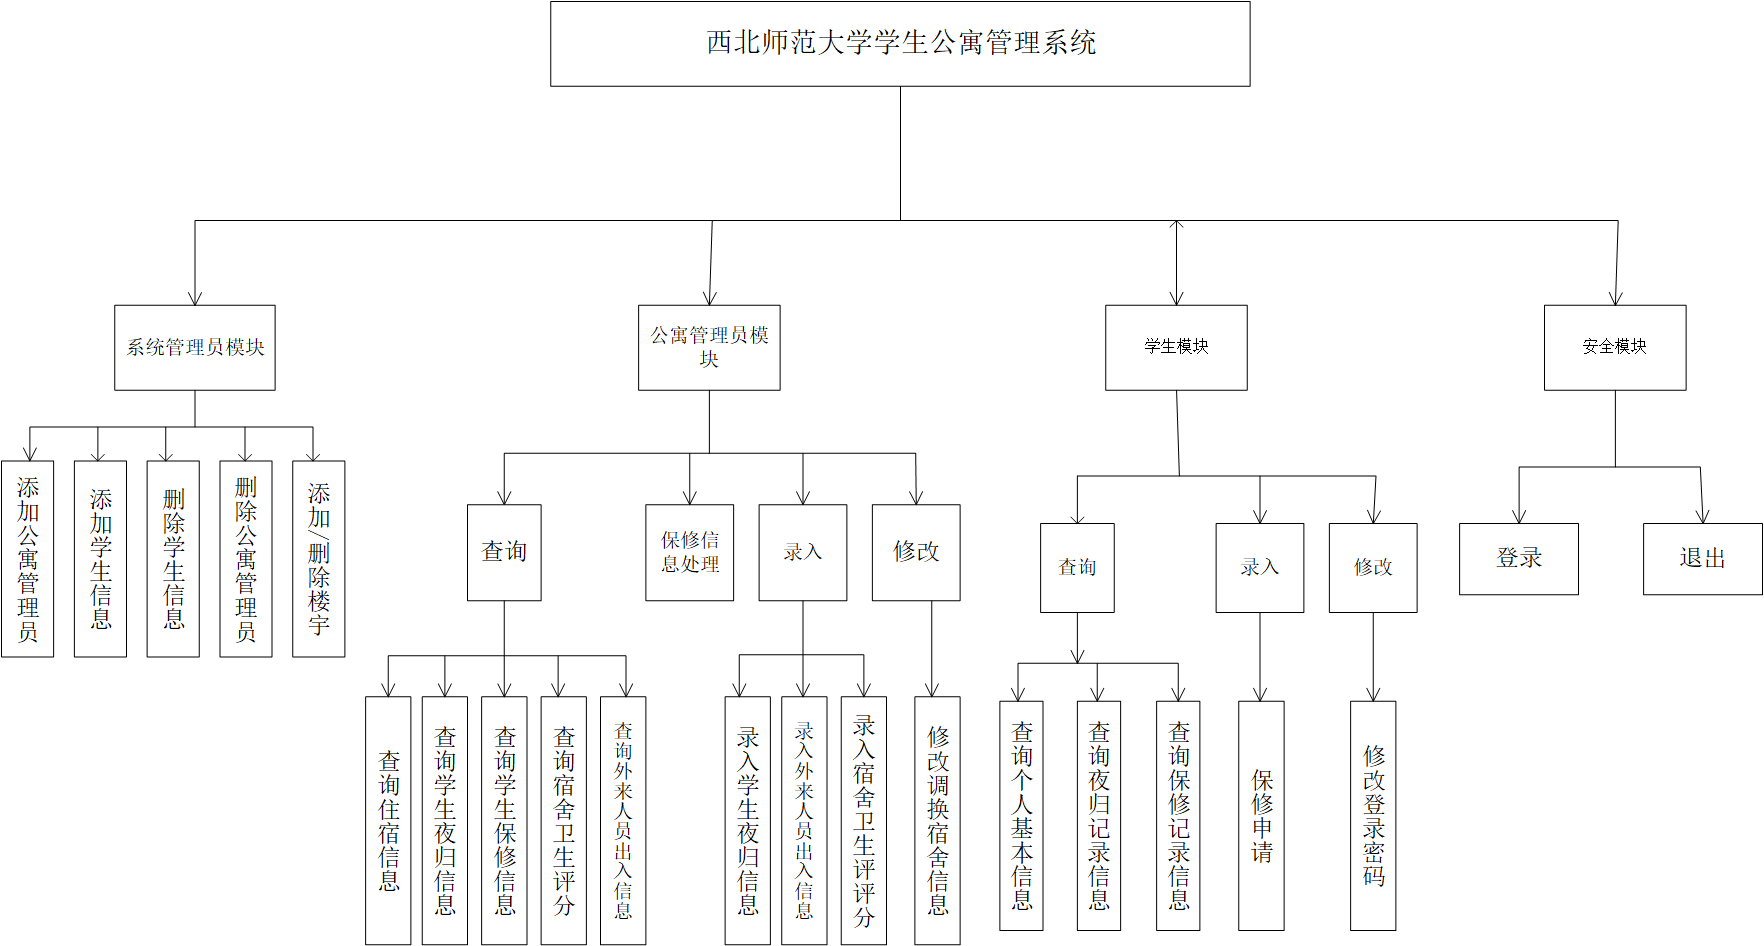 西北师范大学学生公寓管理系统
系统管理员模块
公寓管理员模
块
学生模块
安全模块
添加公寓管理员
添加学生信息
删除学生信息
删除公寓管理员
添加/删除楼宇
查询
保修信
息处理
录入
修改
查询
录入
修改
登录
退出
查询住宿信息
查询学生夜归信息
查询学生保修信息
查询宿舍卫生评分
查询外来人员出入信息
录入学生夜归信息
录入外来人员出入信息
录入宿舍卫生评评分
修改调换宿舍信息
查询个人基本信息
查询夜归记录信息
查询保修记录信息
保修申请
修改登录密码